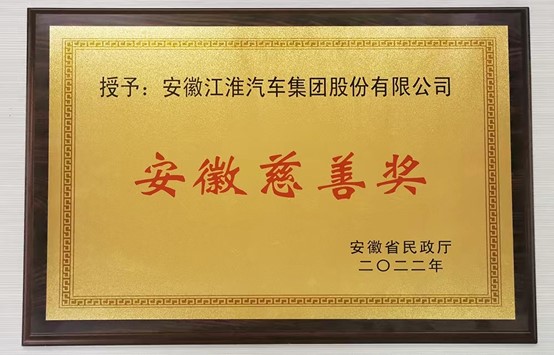 授予：安徽江淮汽车集团股份有限公司
安徽慈善奖
安徽省民政厅
二〇二二年